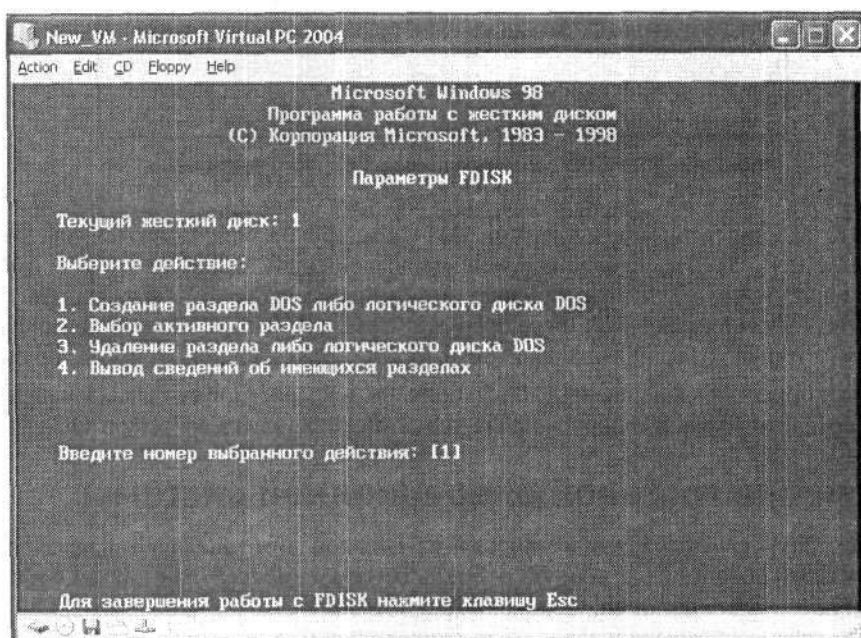 New_VM - Microsoft Virtual PC 2004
Action Edit CD Floppy Help
Microsoft Windows 98
Программа работы с жестким диском
(C) Корпорация Microsoft, 1983 - 1998
Параметры FDISK
Текущий жесткий диск: 1
Выберите действие:
1. Создание раздела DOS либо логического диска DOS
2. Выбор активного раздела
3. Удаление раздела либо логического диска DOS
4. Вывод сведений об имеющихся разделах
Введите номер выбранного действия: [1]
Для завершения работы с FDISK нажмите клавишу Esc